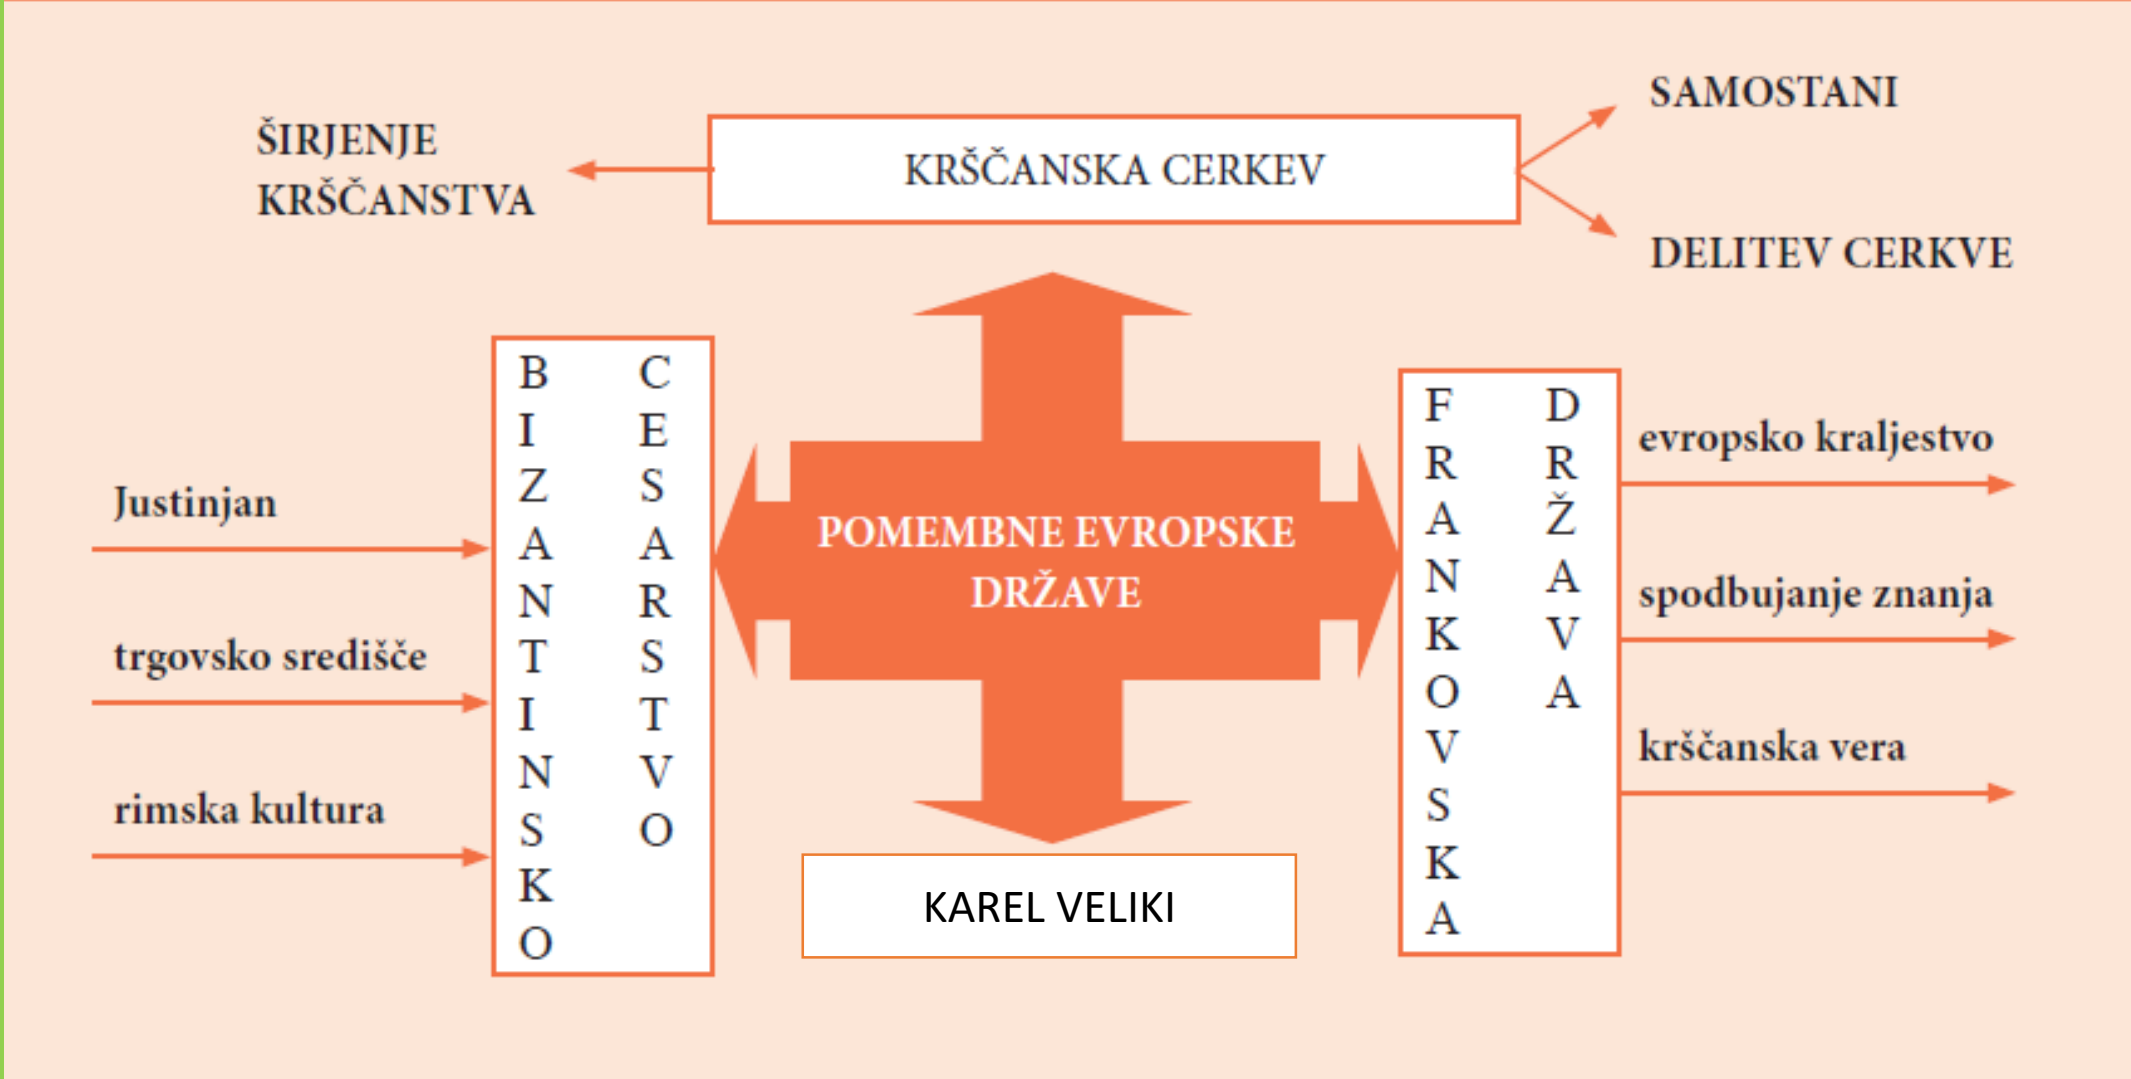 SAMOSTANI
ŠIRJENJE
KRŠČANSTVA
KRŠČANSKA CERKEV
DELITEV CERKVE
BIZANTINSKO
CESARSTVO
Justinjan
trgovsko središče
rimska kultura
POMEMBNE EVROPSKE
DRŽAVE
FRANKOVSKA
DRŽAVA
evropsko kraljestvo
spodbujanje znanja
krščanska vera
KAREL VELIKI